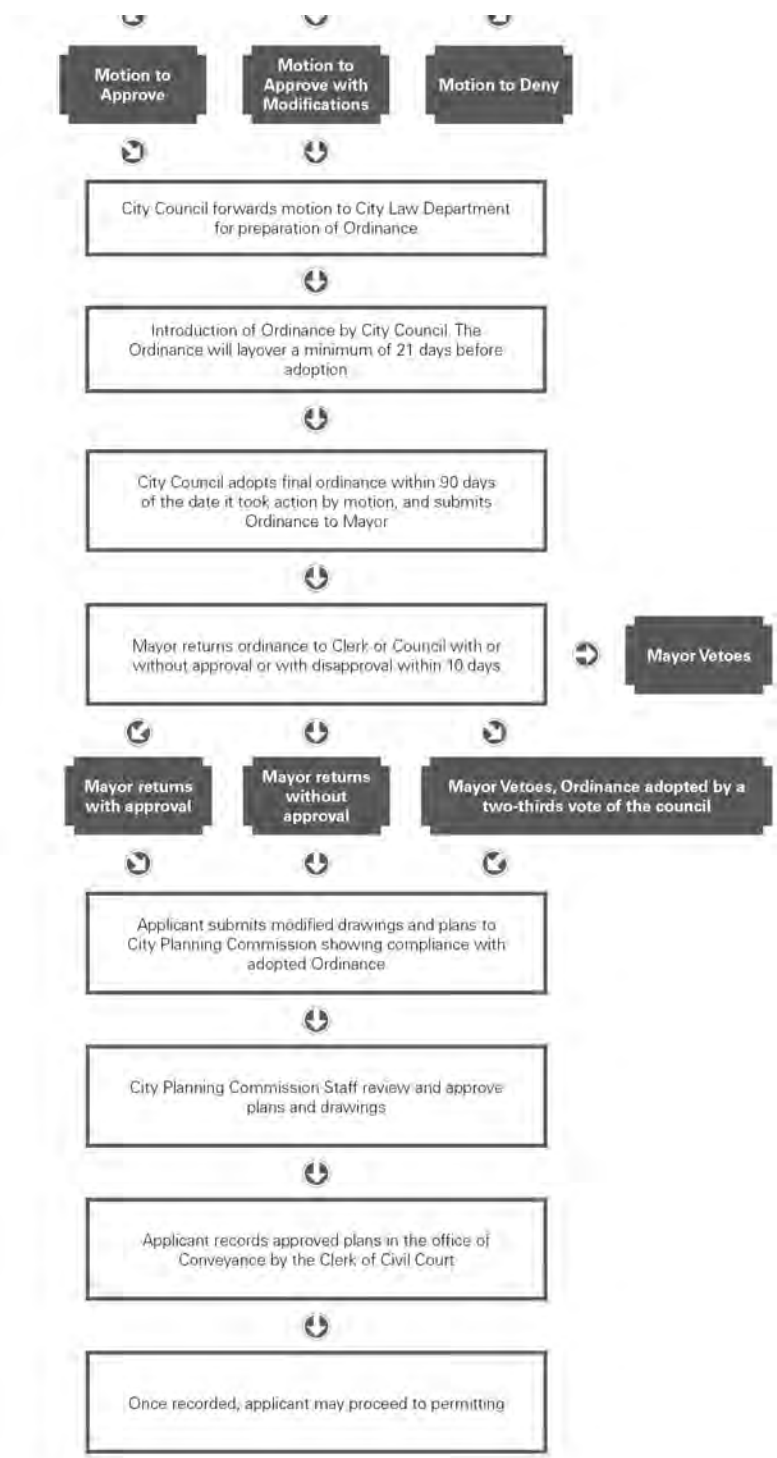 Motion to
Approve
Motion to
Approve with
Modifications
Motion to Deny
City Council forwards motion to City Law Department
for preparation of Ordinance
Introduction of Ordinance by City Council. The
Ordinance will layover a minimum of 21 days before
adoption
City Council adopts final ordinance within 90 days
of the date it took action by motion, and submits
Ordinance to Mayor
Mayor returns ordinance to Clerk or Council with or
without approval or with disapproval within 10 days
Mayor Vetoes
Mayor returns
with approval
Mayor returns
without
approval
Mayor Vetoes, Ordinance adopted by a
two-thirds vote of the council
Applicant submits modified drawings and plans to
City Planning Commission showing compliance with
adopted Ordinance
City Planning Commission Staff review and approve
plans and drawings
Applicant records approved plans in the office of
Conveyance by the Clerk of Civil Court
Once recorded, applicant may proceed to permitting